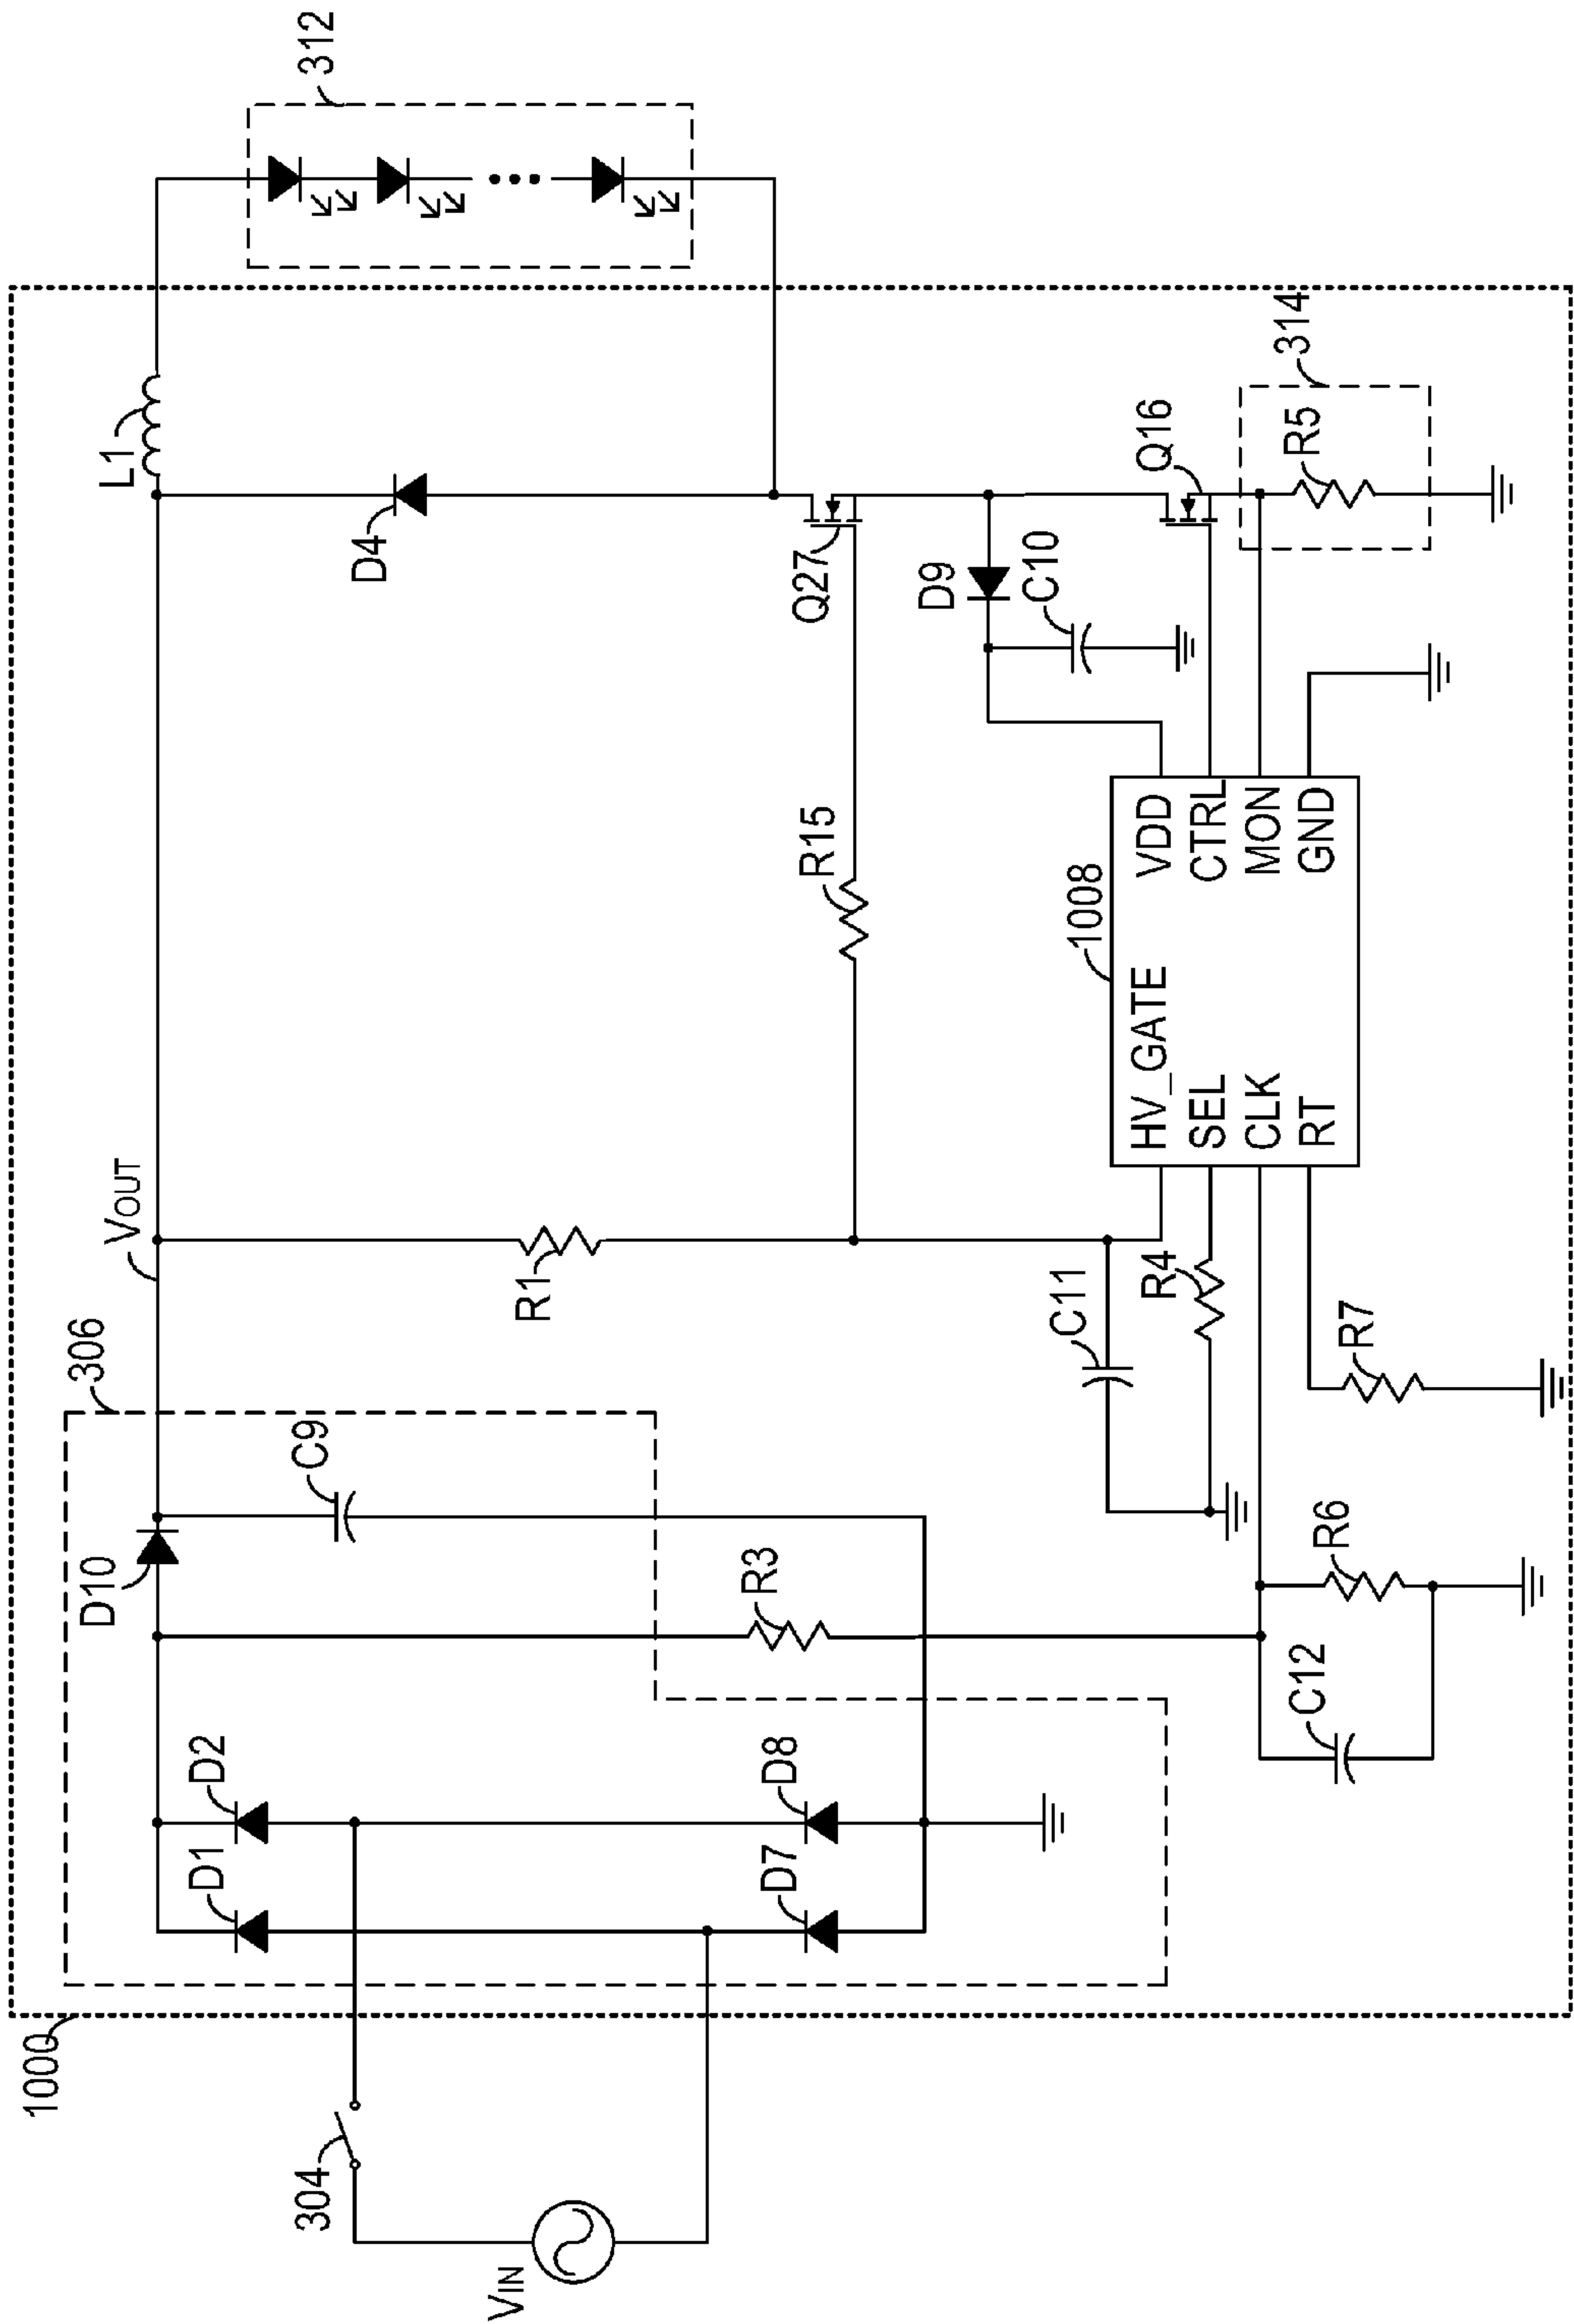 1000
304
VIN
306
D1
D2
D7
D8
D10
C9
R3
C12
R6
VOUT
R1
C11
R4
R7
R15
1008
HV_GATE
SEL
CLK
RT
VDD
CTRL
MON
GND
L1
D4
Q27
D9
C10
Q16
314
R5
312